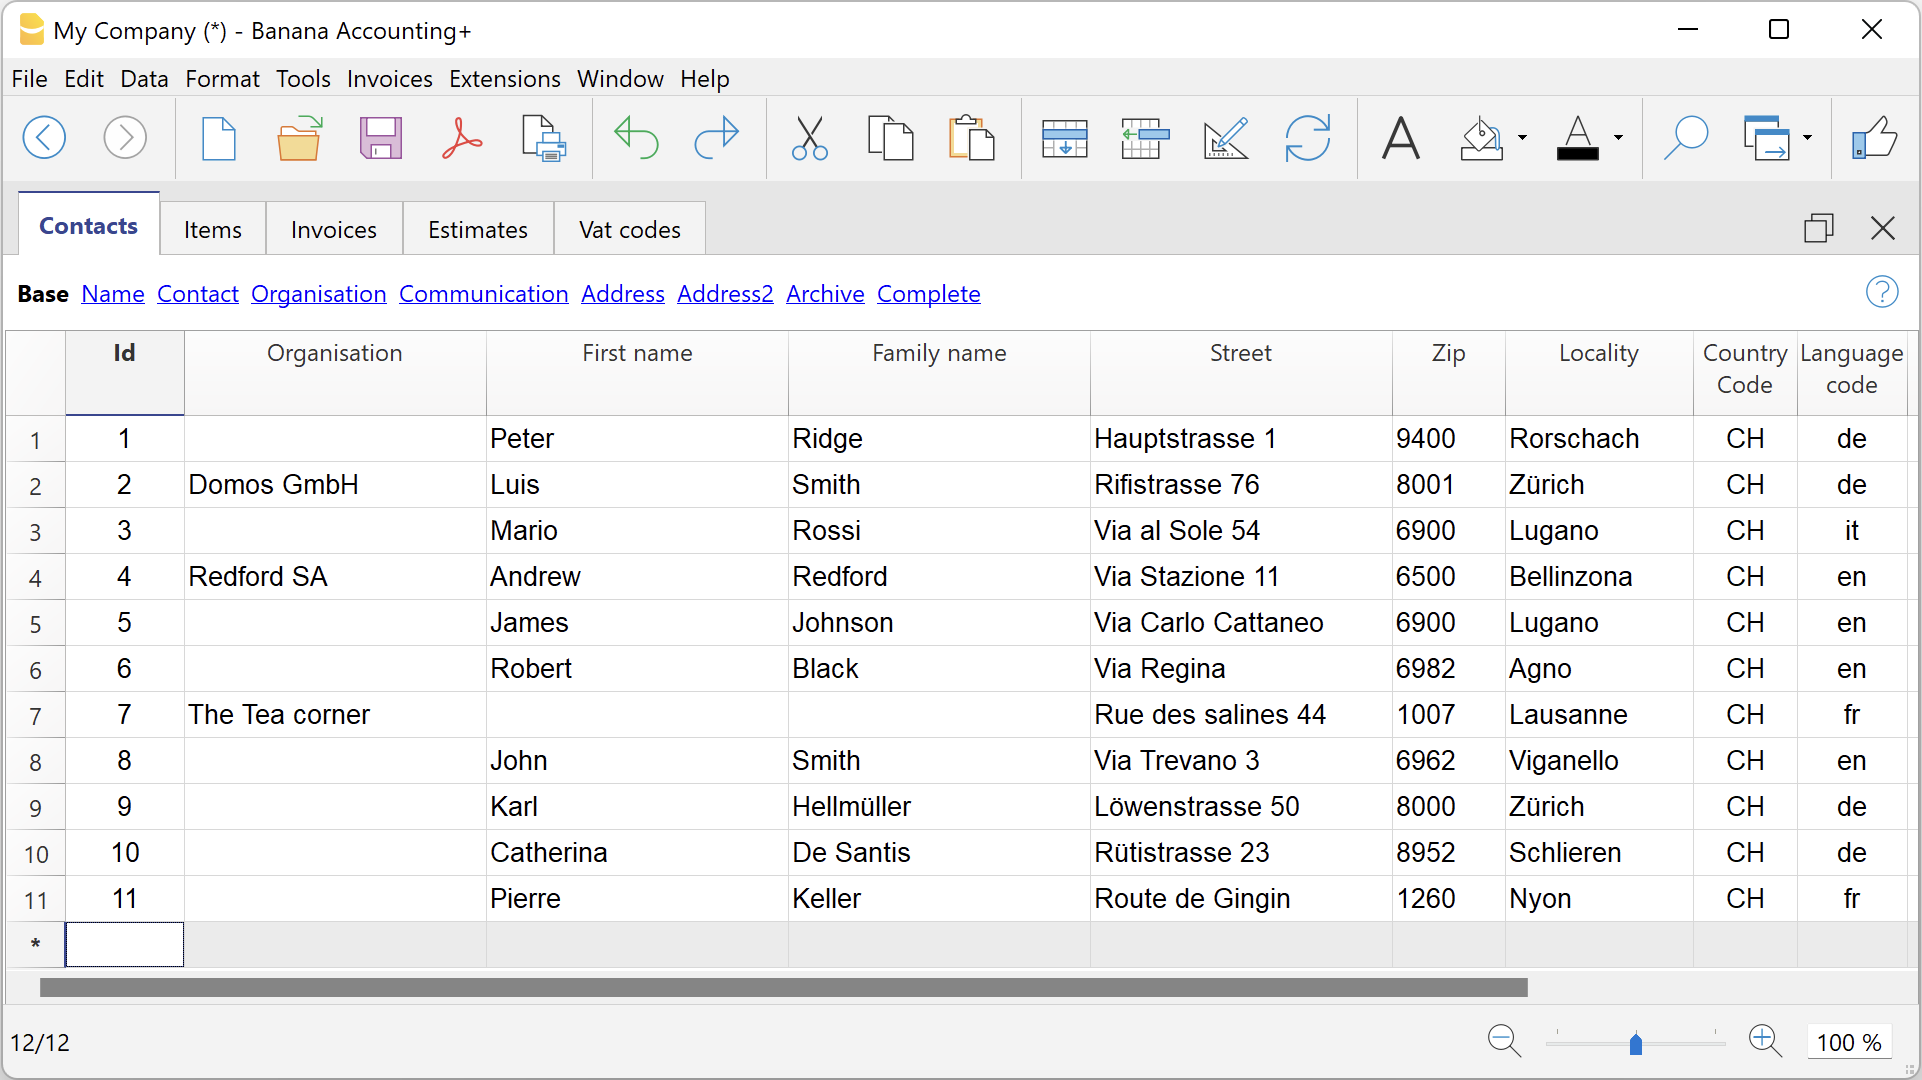 My Company (*) - Banana Accounting+
File Edit Data Format Tools Invoices Extensions Window Help
Contacts Items Invoices Estimates Vat codes
Base Name Contact Organisation Communication Address Address2 Archive Complete
Id Organisation First name Family name Street Zip Locality Country Code Language code
1 1 Peter Ridge Hauptstrasse 1 9400 Rorschach CH de
2 2 Domos GmbH Luis Smith Rifistrasse 76 8001 Zürich CH de
3 3 Mario Rossi Via al Sole 54 6900 Lugano CH it
4 4 Redford SA Andrew Redford Via Stazione 11 6500 Bellinzona CH en
5 5 James Johnson Via Carlo Cattaneo 6900 Lugano CH en
6 6 Robert Black Via Regina 6982 Agno CH en
7 7 The Tea corner Rue des salines 44 1007 Lausanne CH fr
8 8 John Smith Via Trevano 3 6962 Viganello CH en
9 9 Karl Hellmüller Löwenstrasse 50 8000 Zürich CH de
10 10 Catherina De Santis Rütistrasse 23 8952 Schlieren CH de
11 11 Pierre Keller Route de Gingin 1260 Nyon CH fr
*
12/12 100 %